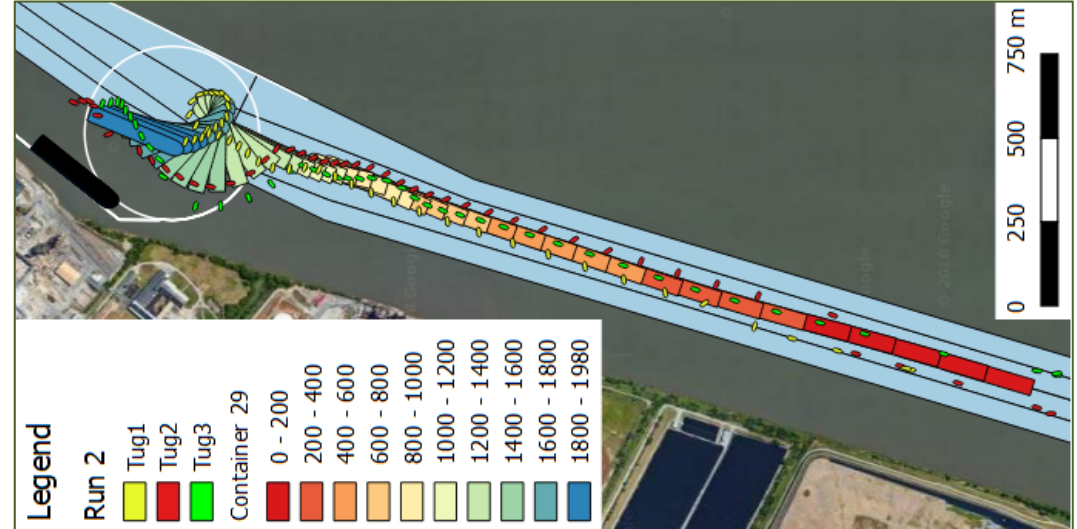 Legend
Run 2
Tug1
Tug2
Tug3
Container 29
0 - 200
200 - 400
400 - 600
600 - 800
800 - 1000
1000 - 1200
1200 - 1400
1400 - 1600
1600 - 1800
1800 - 1980
0 250 500 750 m
© 2018 Google